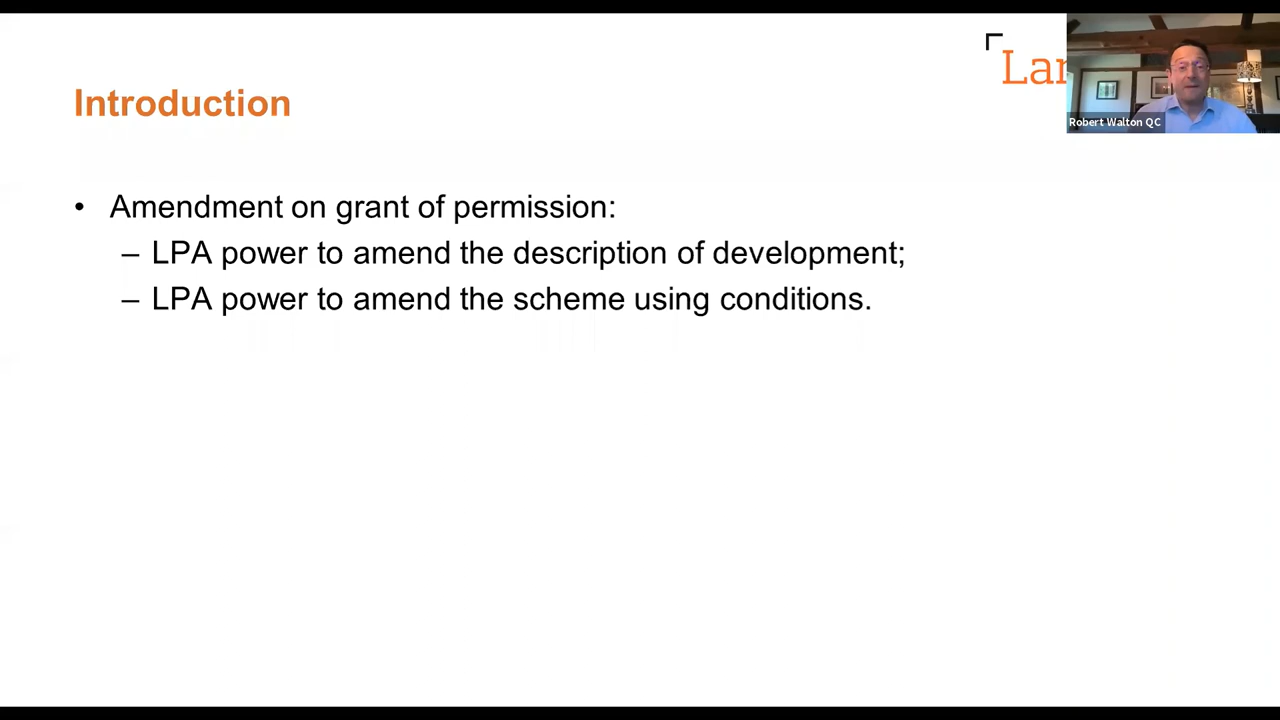 Lan
Robert Walton QC
Introduction
• Amendment on grant of permission:
– LPA power to amend the description of development;
– LPA power to amend the scheme using conditions.